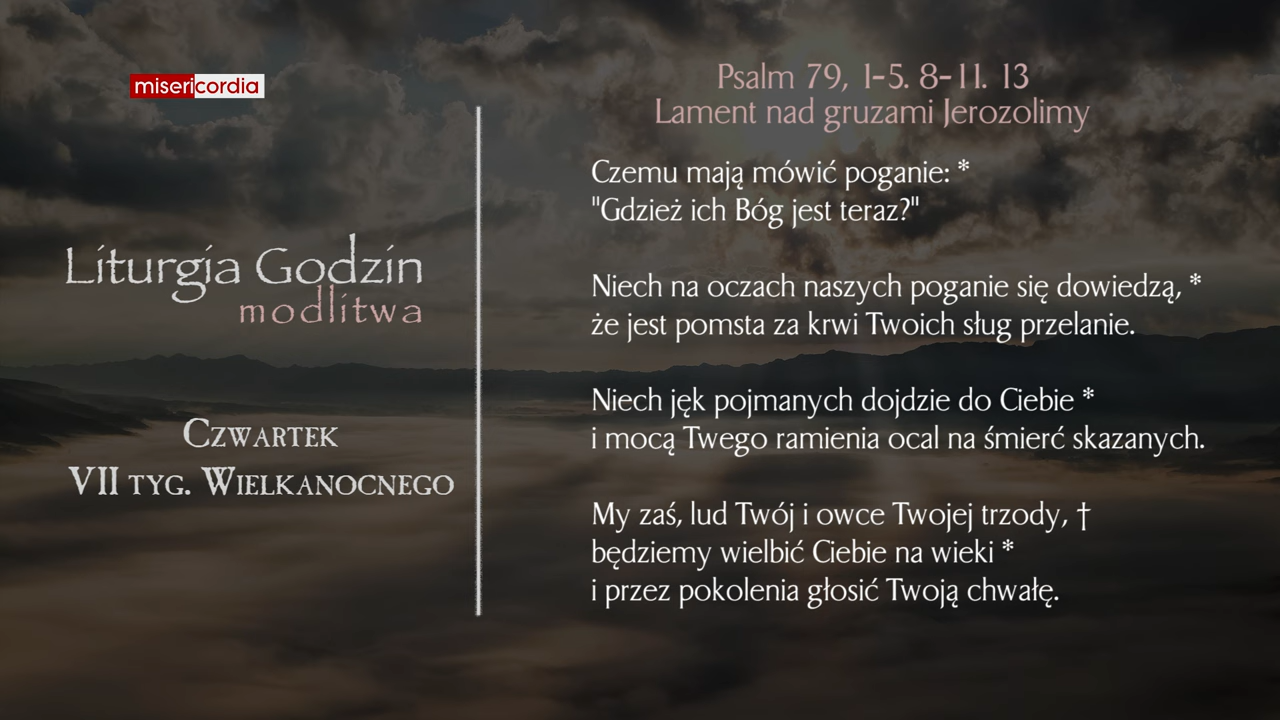 misericordia
Liturgia Godzin
modlitwa
Czwartek
VII tyg. Wielkanocnego
Psalm 79, 1-5. 8-11. 13
Lament nad gruzami Jerozolimy
Czemu mają mówić poganie: *
"Gdzież ich Bóg jest teraz?"
Niech na oczach naszych poganie się dowiedzą, *
że jest pomsta za krwi Twoich sług przelanie.
Niech jęk pojmanych dojdzie do Ciebie *
i mocą Twego ramienia ocal na śmierć skazanych.
My zaś, lud Twój i owce Twojej trzody, †
będziemy wielbić Ciebie na wieki *
i przez pokolenia głosić Twoją chwałę.